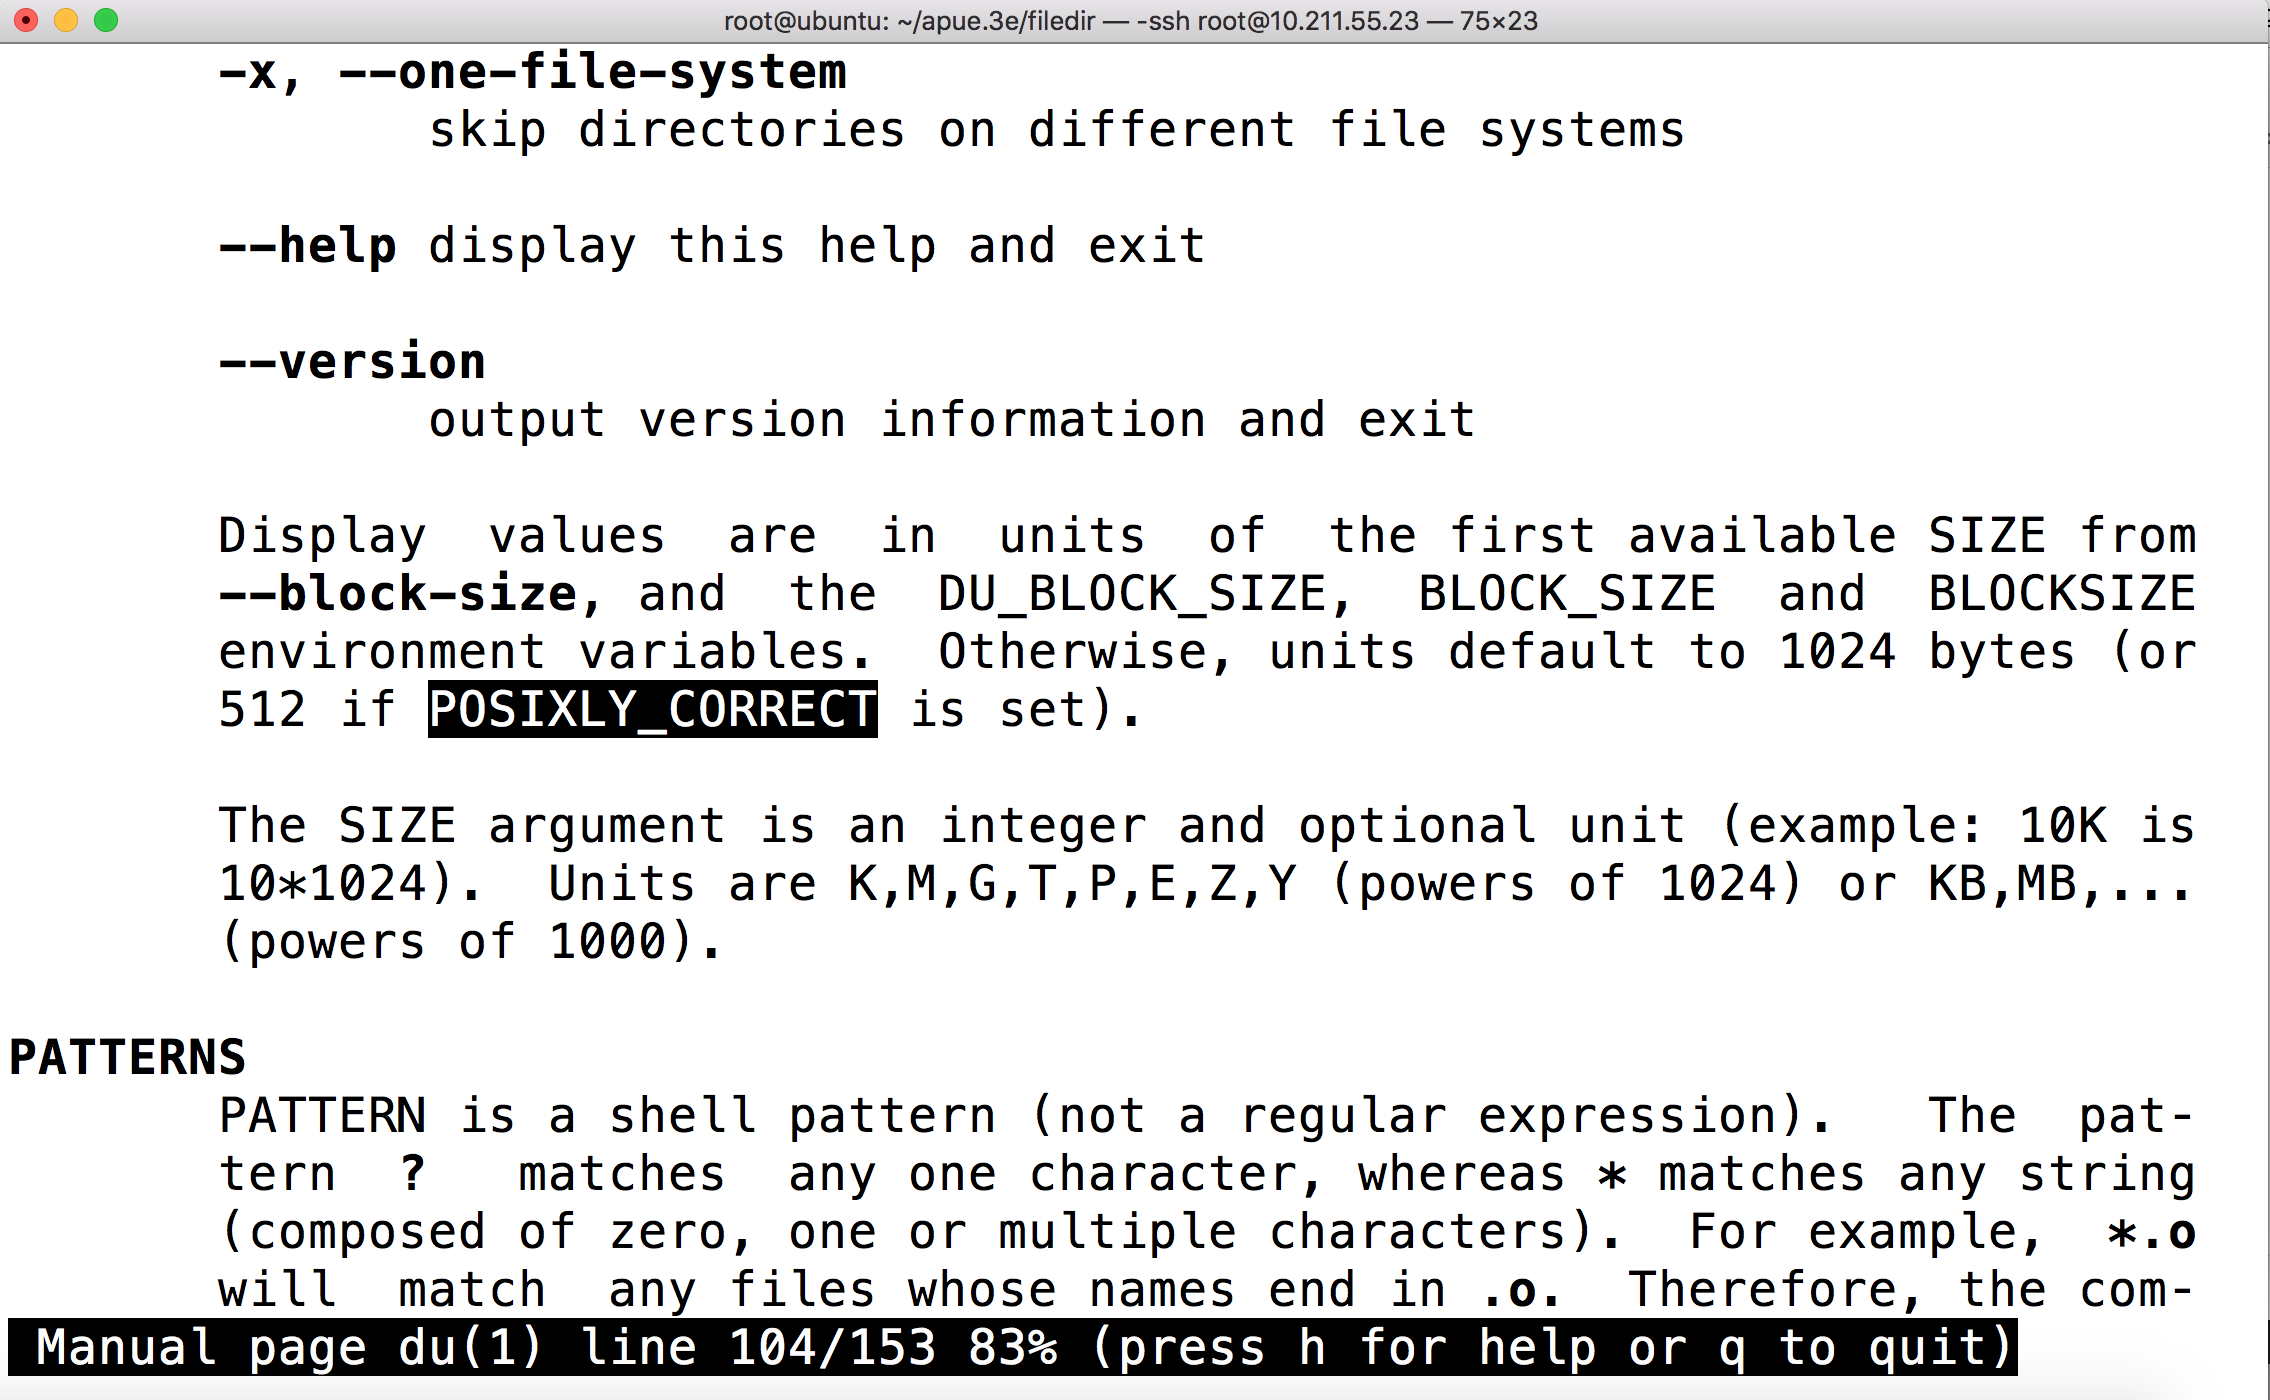 root@ubuntu: ~/apue.3e/filedir — -ssh root@10.211.55.23 — 75×23
-x, --one-file-system
skip directories on different file systems
--help display this help and exit
--version
output version information and exit
Display values are in units of the first available SIZE from
--block-size, and the DU_BLOCK_SIZE, BLOCK_SIZE and BLOCKSIZE
environment variables. Otherwise, units default to 1024 bytes (or
512 if POSIXLY_CORRECT is set).
The SIZE argument is an integer and optional unit (example: 10K is
10*1024). Units are K,M,G,T,P,E,Z,Y (powers of 1024) or KB,MB,...
(powers of 1000).
PATTERNS
PATTERN is a shell pattern (not a regular expression). The pat-
tern ? matches any one character, whereas * matches any string
(composed of zero, one or multiple characters). For example, *.o
will match any files whose names end in .o. Therefore, the com-
Manual page du(1) line 104/153 83% (press h for help or q to quit)